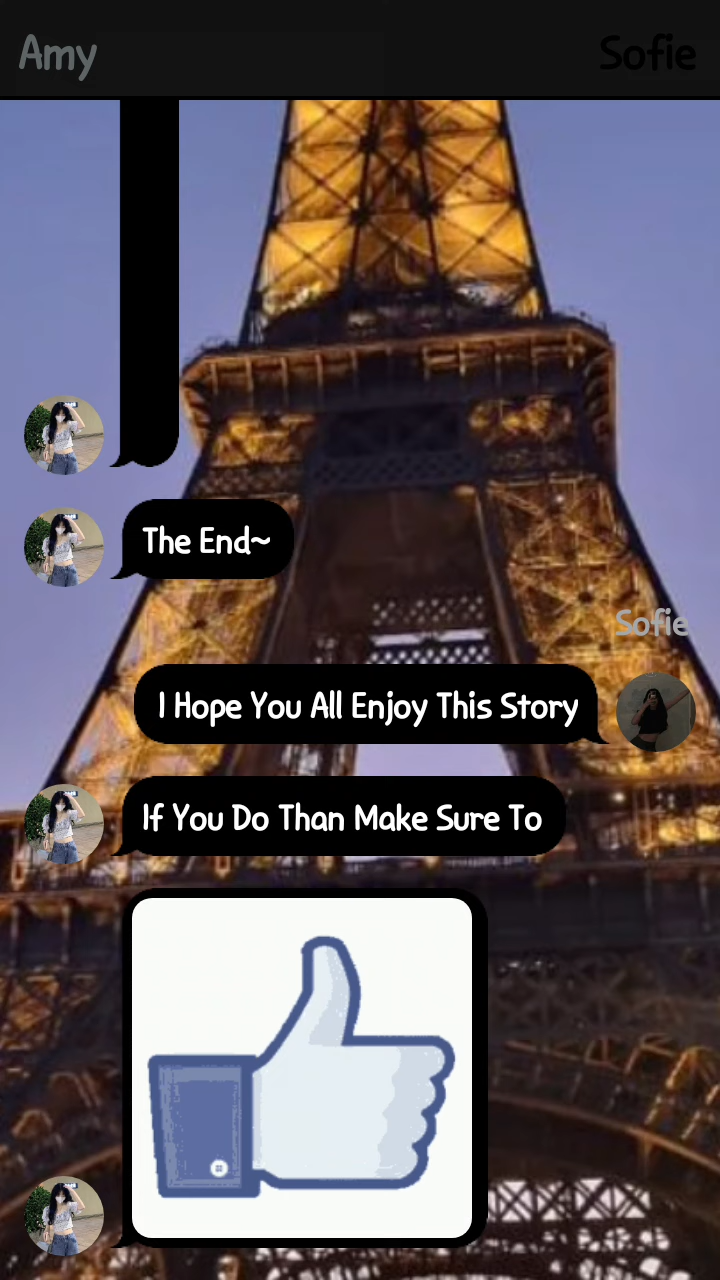 Amy
Sofie
The End~
Sofie
I Hope You All Enjoy This Story
If You Do Than Make Sure To